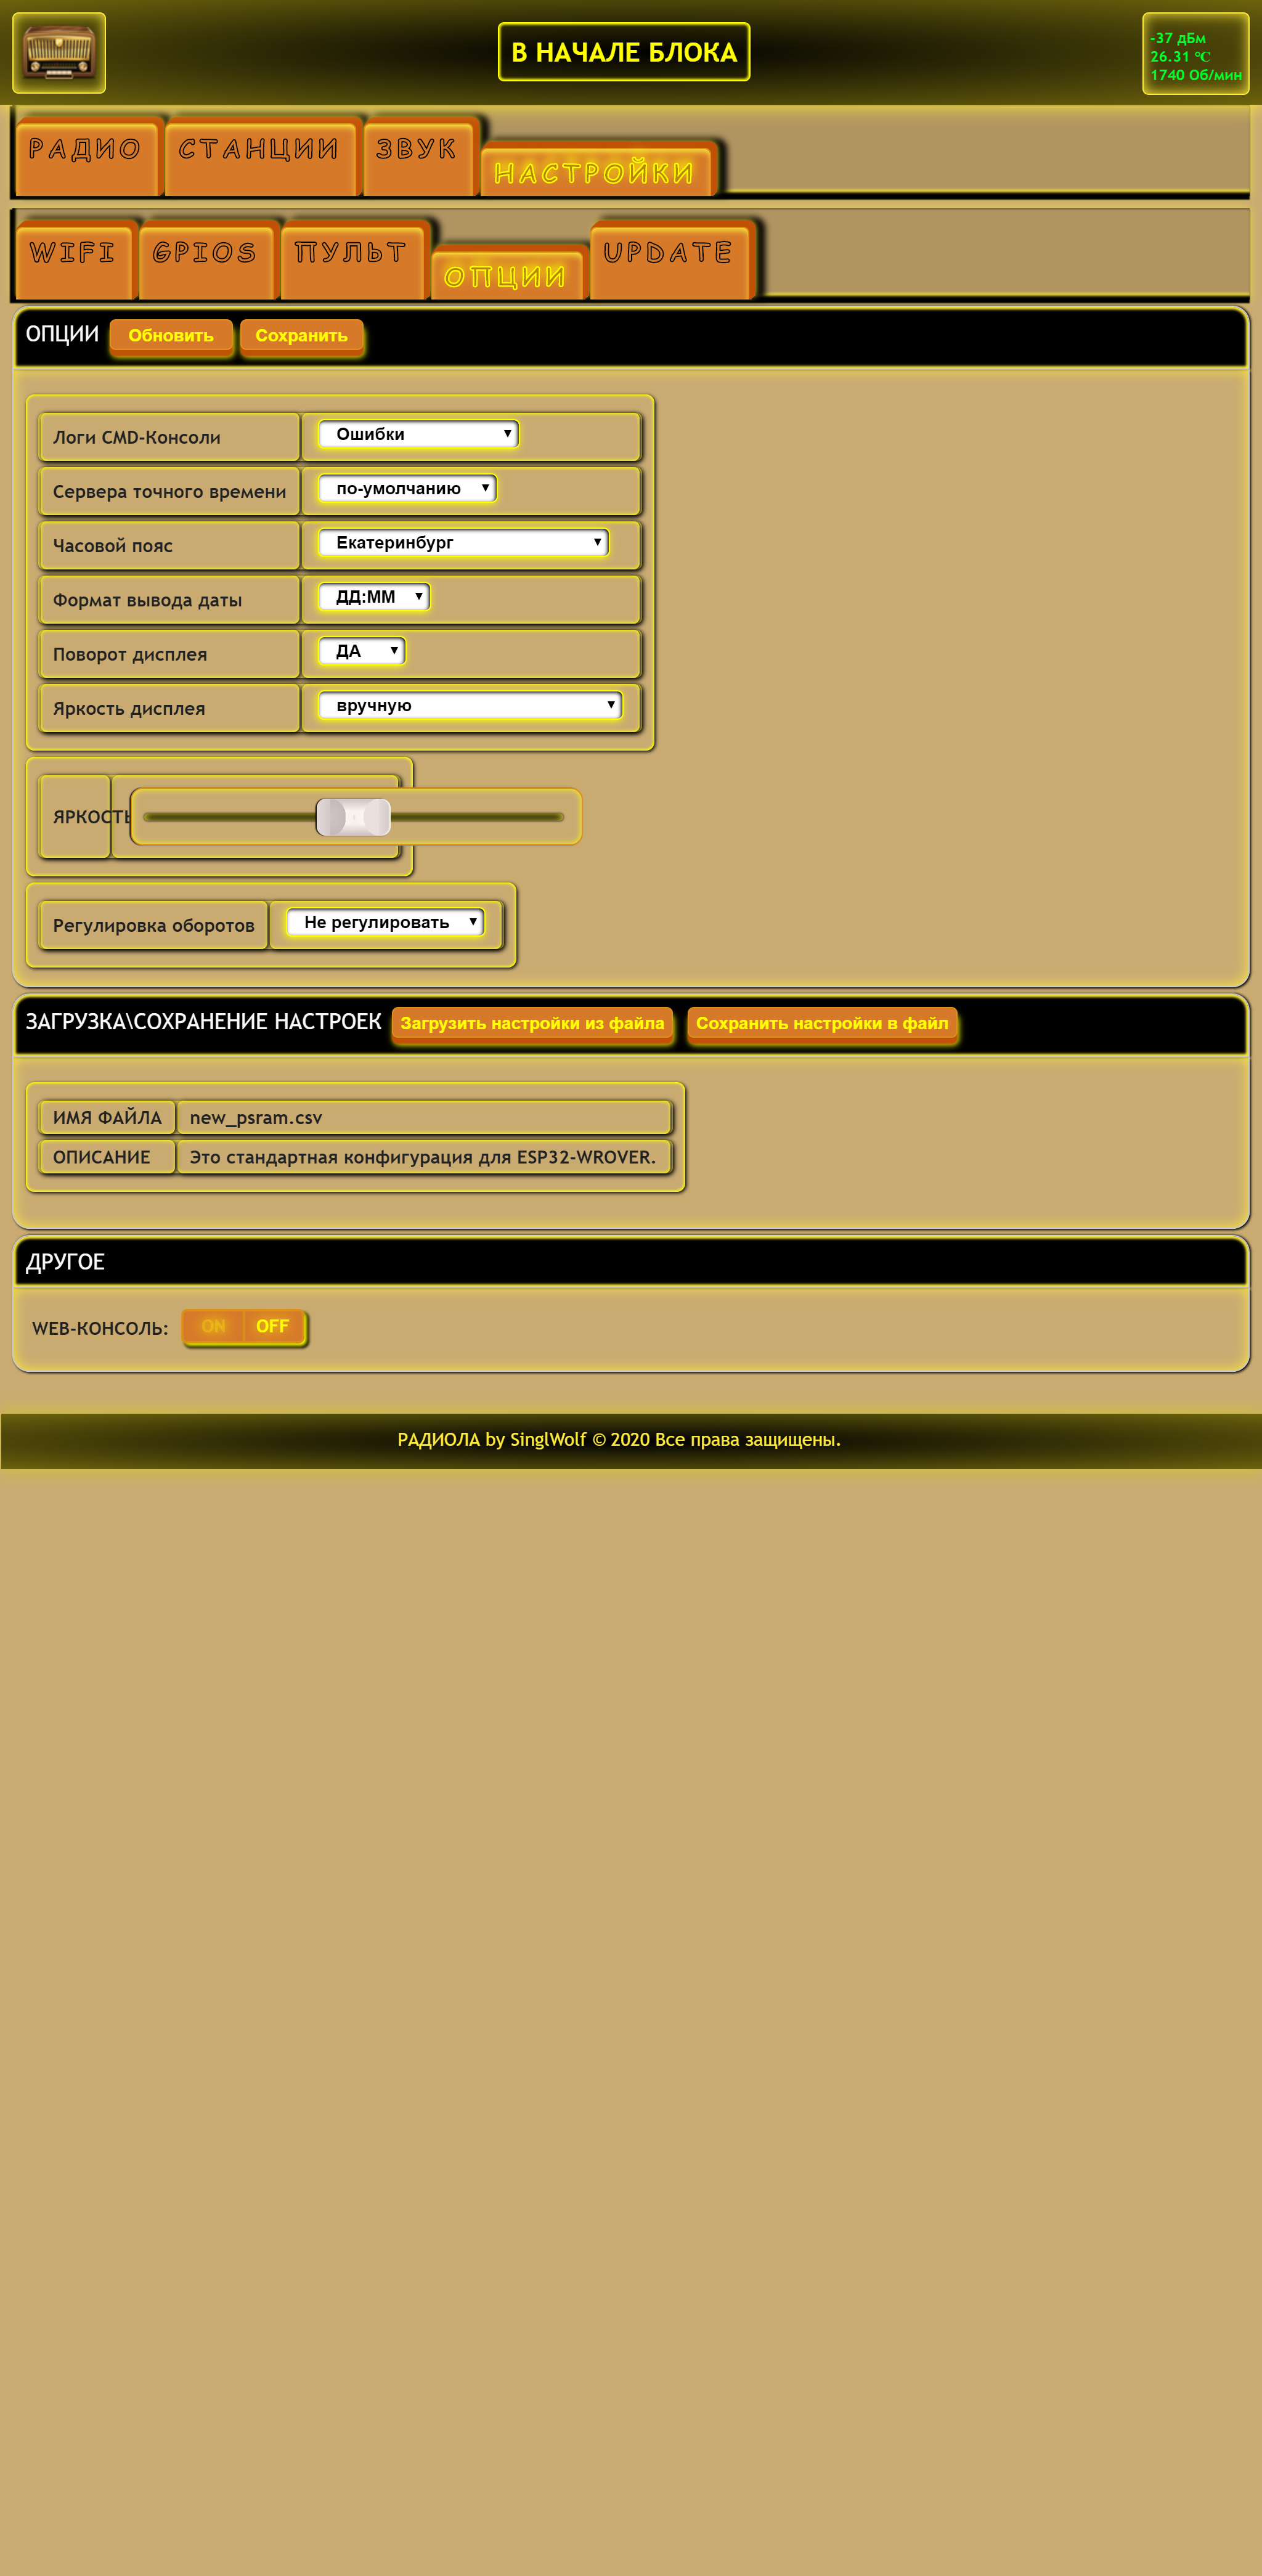 В НАЧАЛЕ БЛОКА
-37 дБм
26.31 ℃
1740 Об/мин
РАДИО СТАНЦИИ ЗВУК НАСТРОЙКИ
WIFI GPIOS ПУЛЬТ ОПЦИИ UPDATE
ОПЦИИ Обновить Сохранить
Логи CMD-Консоли Ошибки
Сервера точного времени по-умолчанию
Часовой пояс Екатеринбург
Формат вывода даты ДД:ММ
Поворот дисплея ДА
Яркость дисплея вручную
ЯРКОСТЬ
Регулировка оборотов Не регулировать
ЗАГРУЗКА\СОХРАНЕНИЕ НАСТРОЕК Загрузить настройки из файла Сохранить настройки в файл
ИМЯ ФАЙЛА new_psram.csv
ОПИСАНИЕ Это стандартная конфигурация для ESP32-WROVER.
ДРУГОЕ
WEB-КОНСОЛЬ: ON OFF
РАДИОЛА by SinglWolf © 2020 Все права защищены.